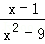 x − 1
x² − 9